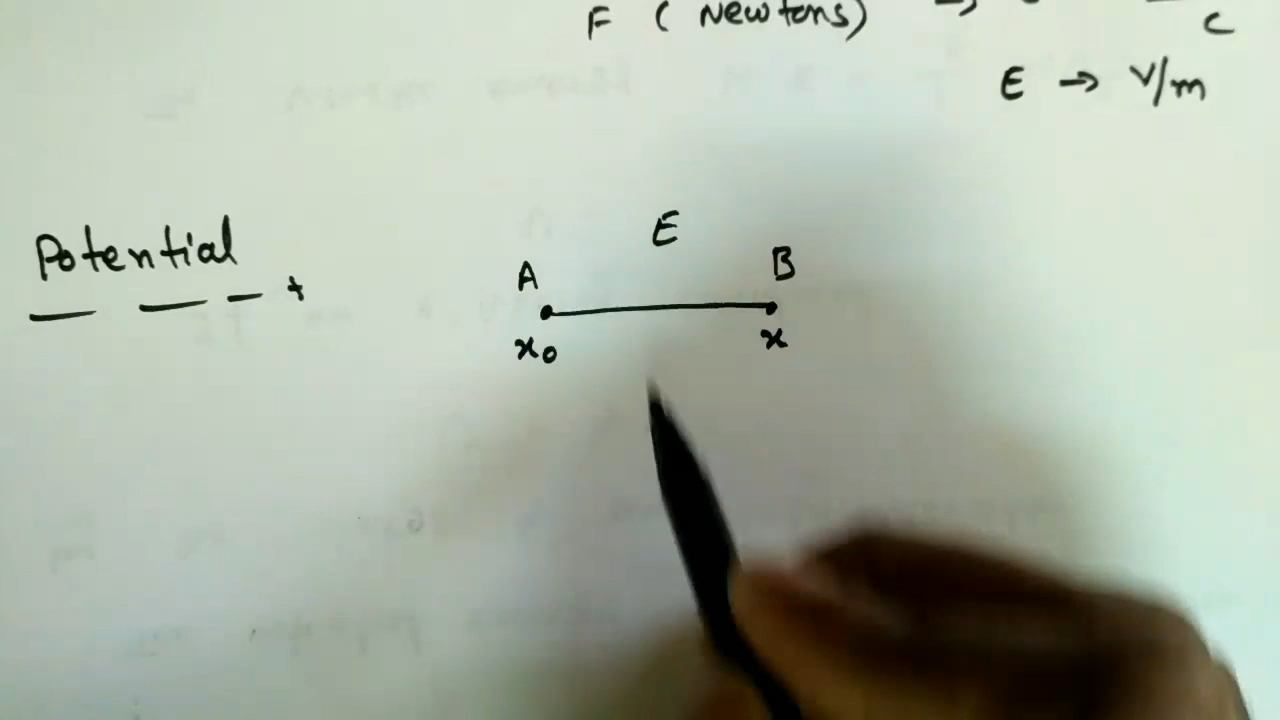 F ( Newtons) →
C
E → V/m
Potential
E
A B
x₀ x